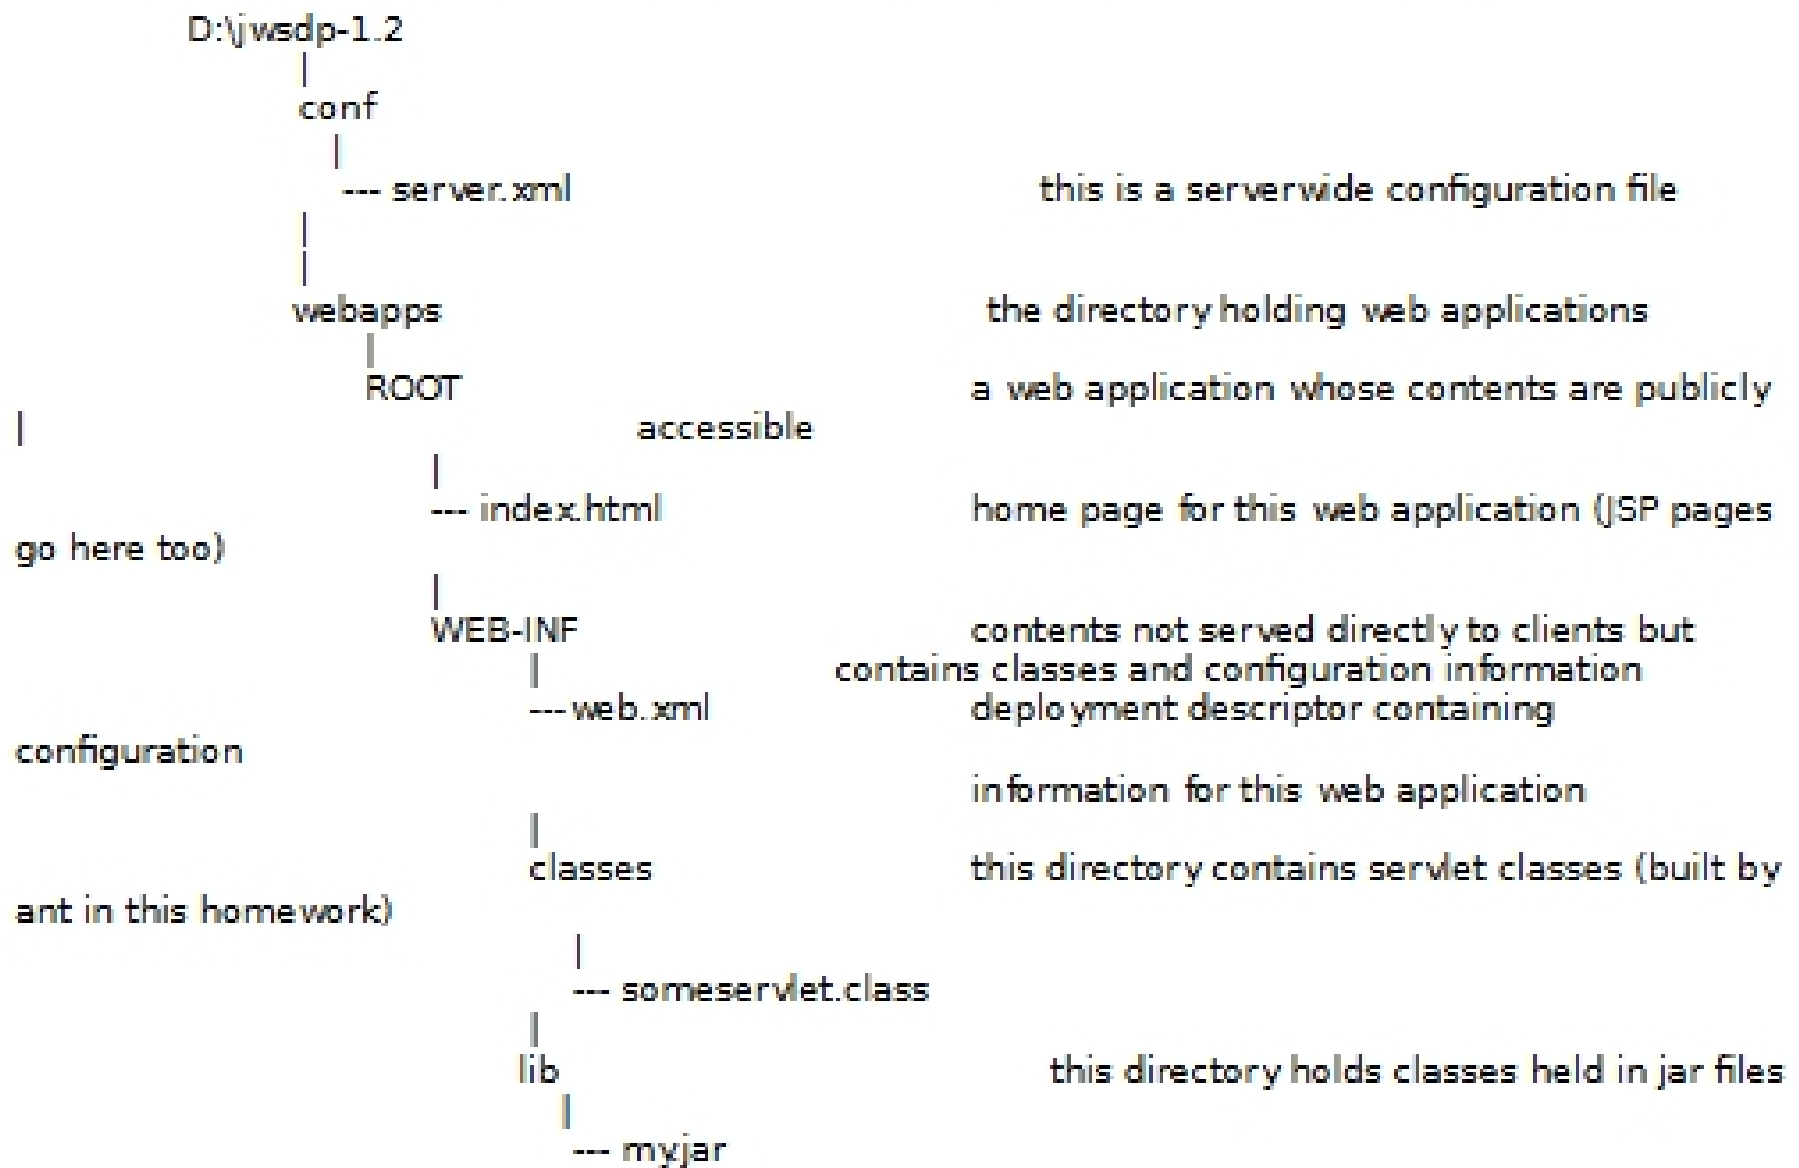 D:\jwsdp-1.2
|
conf
|
--- server.xml this is a serverwide configuration file
|
|
webapps the directory holding web applications
|
ROOT a web application whose contents are publicly
| accessible
|
--- index.html home page for this web application (JSP pages
go here too)
|
WEB-INF contents not served directly to clients but
| contains classes and configuration information
---web.xml deployment descriptor containing
configuration
information for this web application
|
classes this directory contains servlet classes (built by
ant in this homework)
|
--- someservlet.class
|
lib this directory holds classes held in jar files
|
--- my.jar